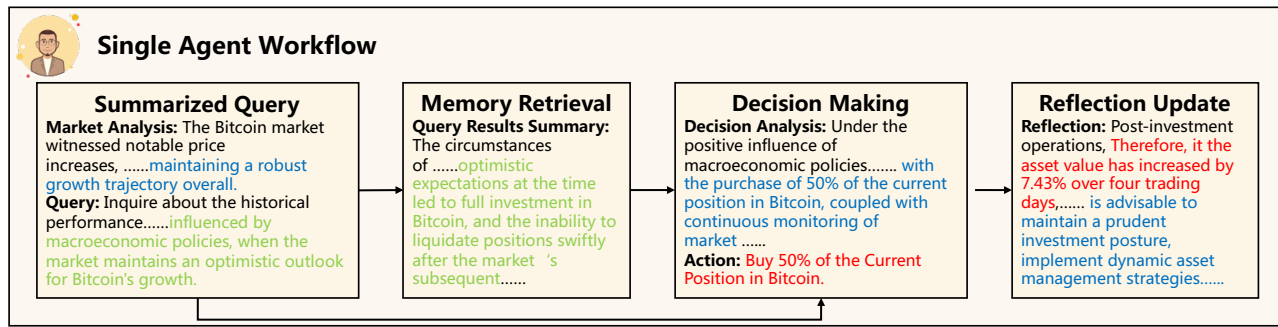 Single Agent Workflow
Summarized Query
Market Analysis: The Bitcoin market
witnessed notable price
increases, ......maintaining a robust
growth trajectory overall.
Query: Inquire about the historical
performance......influenced by
macroeconomic policies, when the
market maintains an optimistic outlook
for Bitcoin's growth.
Memory Retrieval
Query Results Summary:
The circumstances
of ......optimistic
expectations at the time
led to full investment in
Bitcoin, and the inability to
liquidate positions swiftly
after the market 's
subsequent......
Decision Making
Decision Analysis: Under the
positive influence of
macroeconomic policies....... with
the purchase of 50% of the current
position in Bitcoin, coupled with
continuous monitoring of
market ......
Action: Buy 50% of the Current
Position in Bitcoin.
Reflection Update
Reflection: Post-investment
operations, Therefore, it the
asset value has increased by
7.43% over four trading
days,...... is advisable to
maintain a prudent
investment posture,
implement dynamic asset
management strategies......